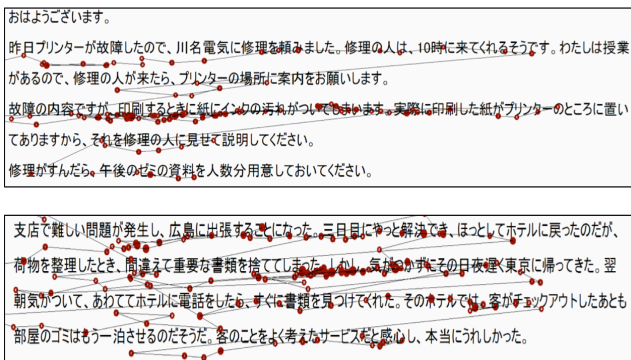 おはようございます。
昨日プリンターが故障したので、川名電気に修理を頼みました。修理の人は、10時に来てくれるそうです。わたしは授業
があるので、修理の人が来たら、プリンターの場所に案内をお願いします。
故障の内容ですが、印刷するときに紙にインクの汚れがついてしまいます。実際に印刷した紙がプリンターのところに置い
てありますから、それを修理の人に見せて説明してください。
修理がすんだら、午後のゼミの資料を人数分用意しておいてください。
支店で難しい問題が発生し、広島に出張することになった。三日目にやっと解決でき、ほっとしてホテルに戻ったのだが、
荷物を整理したとき、間違えて重要な書類を捨ててしまった。しかし、気がつかずにその日夜遅く東京に帰ってきた。翌
朝気がついて、あわててホテルに電話をしたら、すぐに書類を見つけてくれた。そのホテルでは、客がチェックアウトしたあとも
部屋のゴミはもう一泊させるのだそうだ。客のことをよく考えたサービスだと感心し、本当にうれしかった。